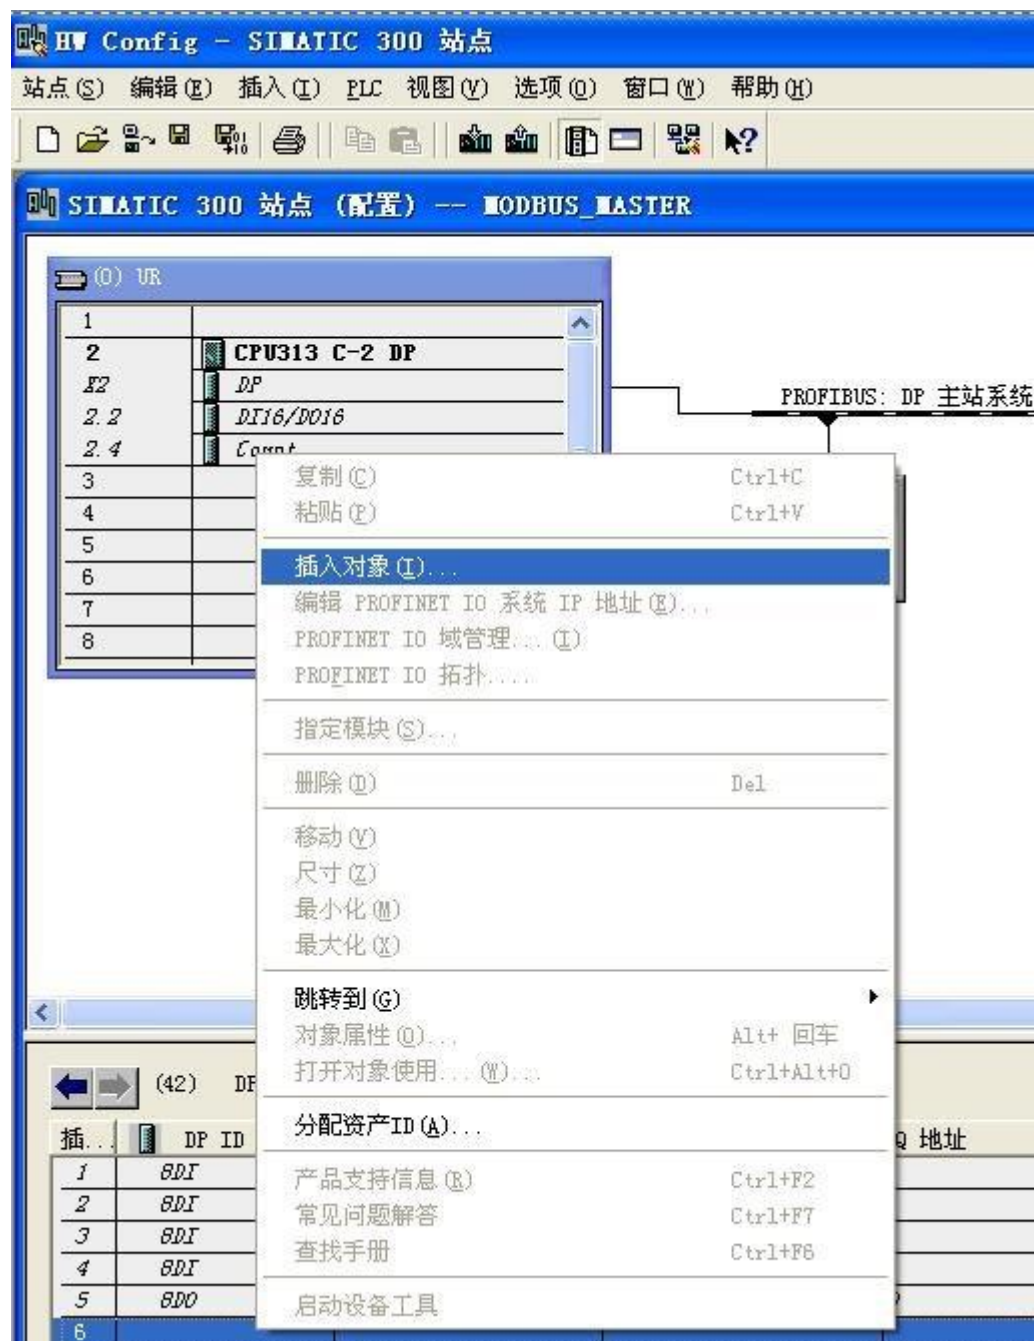 HW Config - SIMATIC 300 站点
站点(S) 编辑(E) 插入(I) PLC 视图(V) 选项(O) 窗口(W) 帮助(H)
SIMATIC 300 站点 (配置) -- MODBUS_MASTER
(0) UR
1
2 CPU313 C-2 DP
X2 DP
2.2 DI16/DO16
2.4 Count
3
4
5
6
7
8
PROFIBUS: DP 主站系统
复制(C) Ctrl+C
粘贴(P) Ctrl+V
插入对象(I)...
编辑 PROFINET IO 系统 IP 地址(E)...
PROFINET IO 域管理...(I)
PROFINET IO 拓扑....
指定模块(S)...
删除(D) Del
移动(V)
尺寸(Z)
最小化(M)
最大化(X)
跳转到(G)
对象属性(O)... Alt+ 回车
打开对象使用...(W)... Ctrl+Alt+O
分配资产ID(A)...
产品支持信息(R) Ctrl+F2
常见问题解答 Ctrl+F7
查找手册 Ctrl+F6
启动设备工具
(42) DP
插... DP ID Q 地址
1 8DI
2 8DI
3 8DI
4 8DI
5 8DO
6